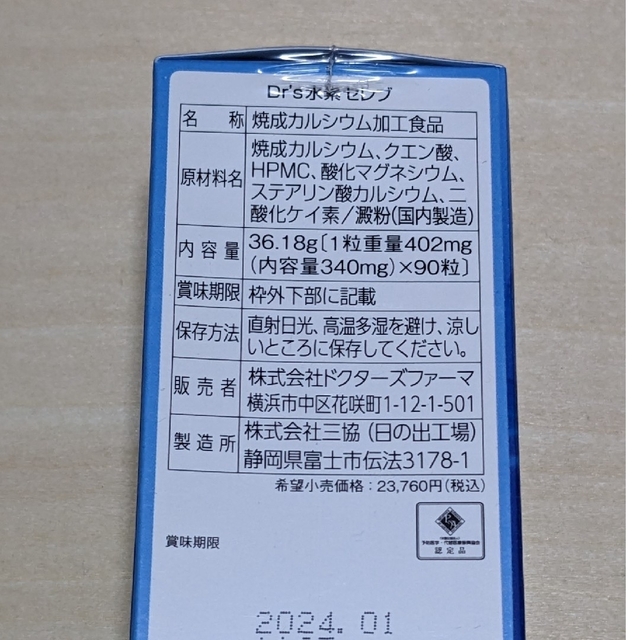 Dr's水素セレブ
名称 焼成カルシウム加工食品
原材料名 焼成カルシウム、クエン酸、
HPMC、酸化マグネシウム、
ステアリン酸カルシウム、二
酸化ケイ素/澱粉(国内製造)
内容量 36.18g〔1粒重量402mg
(内容量340mg)×90粒〕
賞味期限 枠外下部に記載
保存方法 直射日光、高温多湿を避け、涼し
いところに保存してください。
販売者 株式会社ドクターズファーマ
横浜市中区花咲町1-12-1-501
製造所 株式会社三協(日の出工場)
静岡県富士市伝法3178-1
希望小売価格:23,760円(税込)
認定品
賞味期限
2024.01